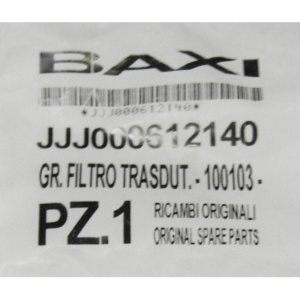 BAXI
*JJJ000612140*
JJJ000612140
GR. FILTRO TRASDUT. - 100103 -
PZ.1
RICAMBI ORIGINALI
ORIGINAL SPARE PARTS